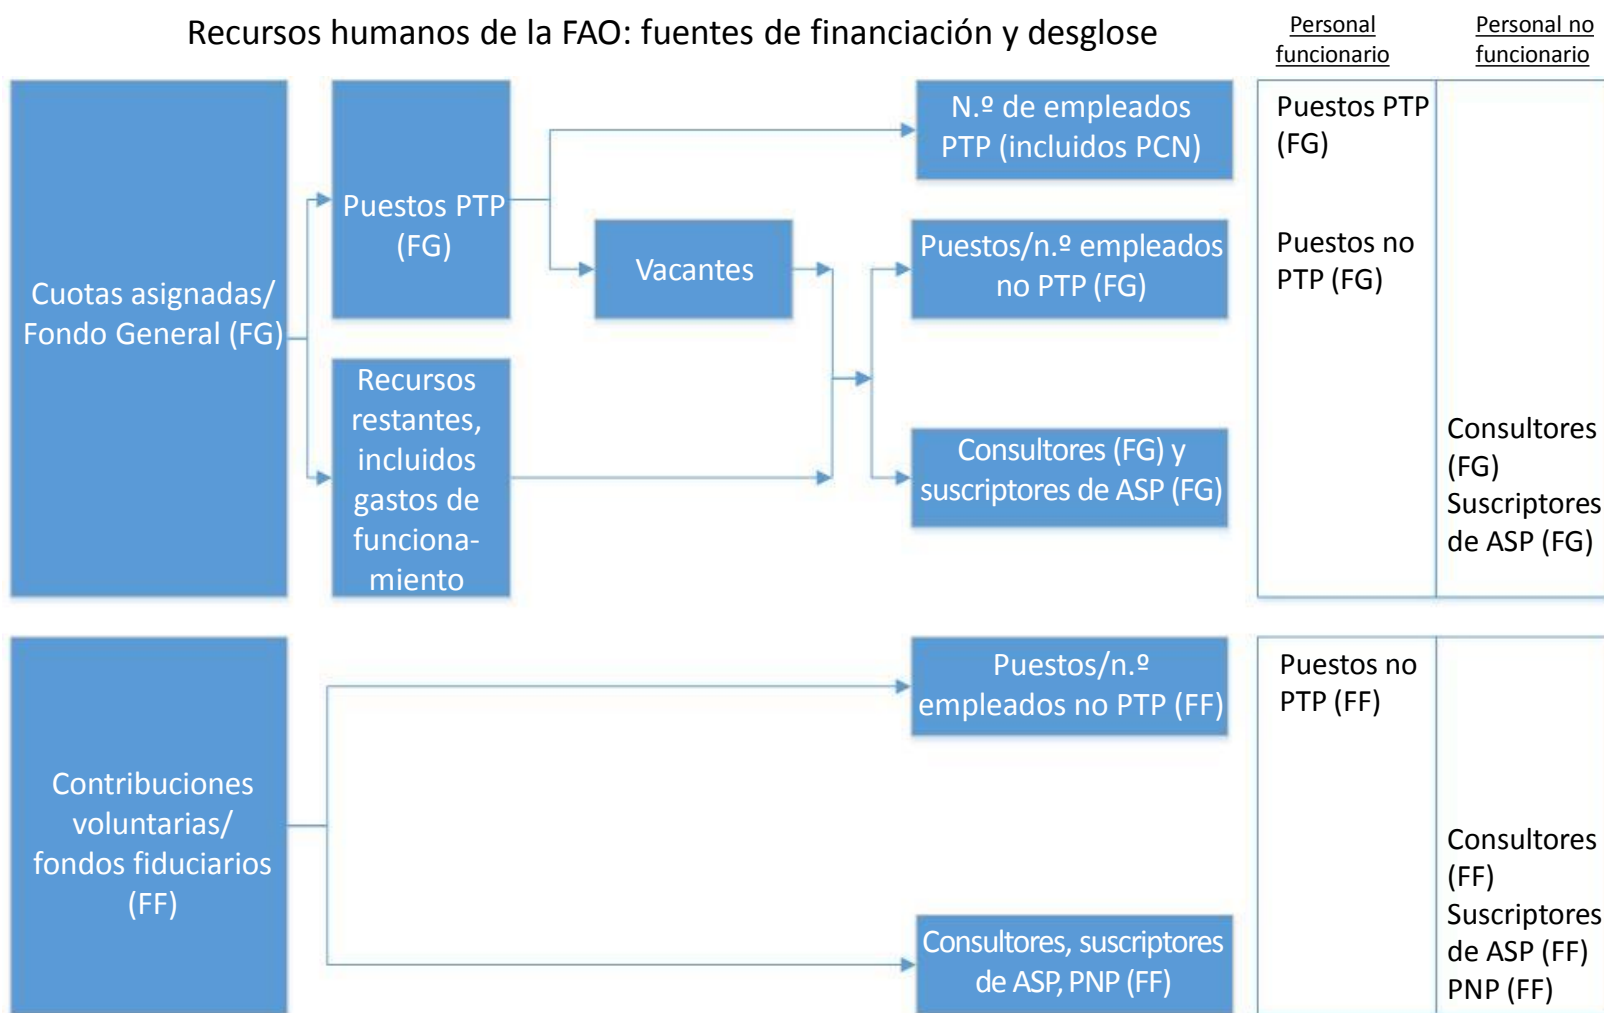 Recursos humanos de la FAO: fuentes de financiación y desglose
Personal
funcionario
Personal no
funcionario
Cuotas asignadas/
Fondo General (FG)
Puestos PTP
(FG)
Recursos
restantes,
incluidos
gastos de
funciona-
miento
Vacantes
N.º de empleados
PTP (incluidos PCN)
Puestos/n.º empleados
no PTP (FG)
Consultores (FG) y
suscriptores de ASP (FG)
Puestos PTP
(FG)
Puestos no
PTP (FG)
Consultores
(FG)
Suscriptores
de ASP (FG)
Contribuciones
voluntarias/
fondos fiduciarios
(FF)
Puestos/n.º
empleados no PTP (FF)
Consultores, suscriptores
de ASP, PNP (FF)
Puestos no
PTP (FF)
Consultores
(FF)
Suscriptores
de ASP (FF)
PNP (FF)